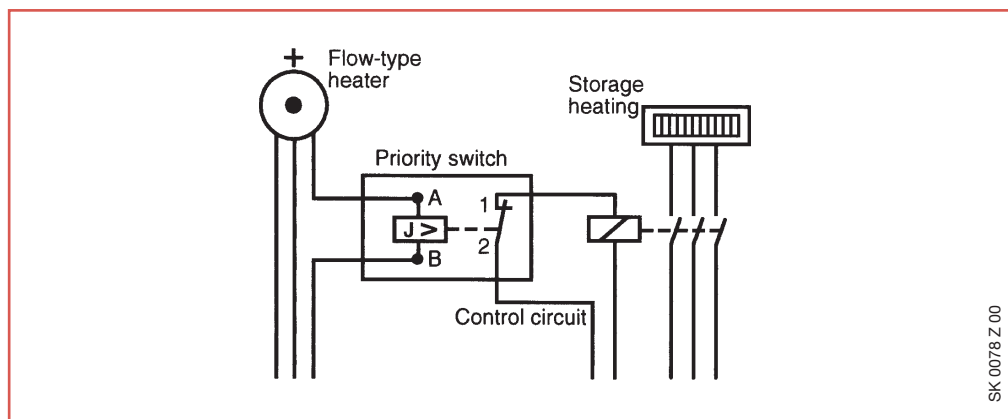 +
Flow-type
heater
Storage
heating
Priority switch
A
1
J >
2
B
Control circuit
SK 0078 Z 00